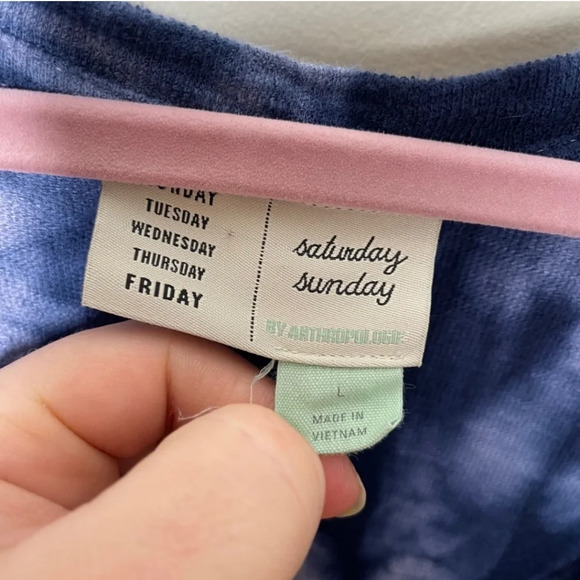 TUESDAY
WEDNESDAY
THURSDAY
FRIDAY
saturday
sunday
BY ANTHROPOLOGIE
L
MADE IN
VIETNAM